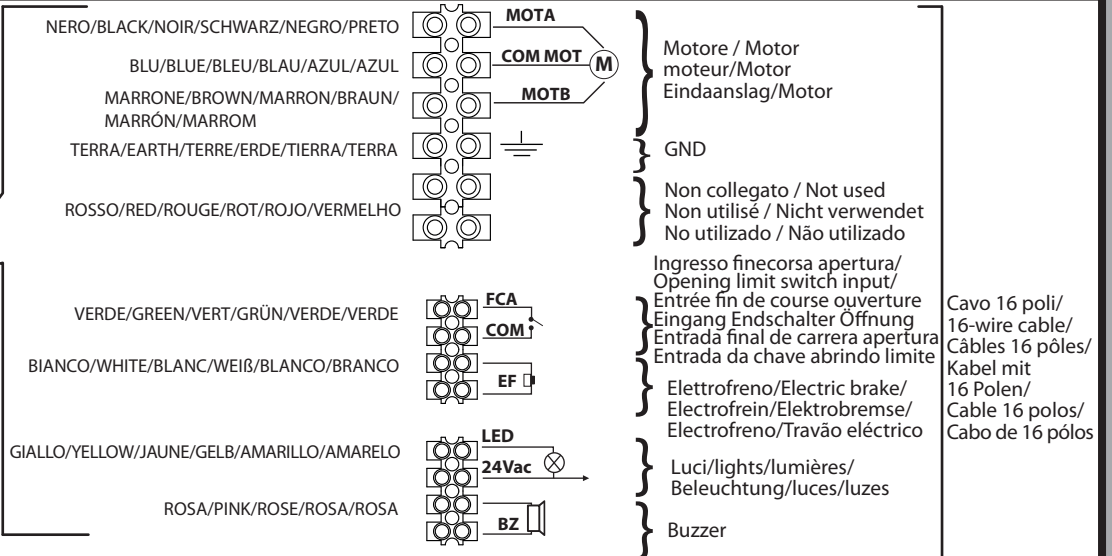 NERO/BLACK/NOIR/SCHWARZ/NEGRO/PRETO
MOTA
BLU/BLUE/BLEU/BLAU/AZUL/AZUL
COM MOT
M
MARRONE/BROWN/MARRON/BRAUN/
MARRÓN/MARROM
MOTB
Motore / Motor
moteur/Motor
Eindaanslag/Motor
TERRA/EARTH/TERRE/ERDE/TIERRA/TERRA
GND
ROSSO/RED/ROUGE/ROT/ROJO/VERMELHO
Non collegato / Not used
Non utilisé / Nicht verwendet
No utilizado / Não utilizado
VERDE/GREEN/VERT/GRÜN/VERDE/VERDE
FCA
COM
Ingresso finecorsa apertura/
Opening limit switch input/
Entrée fin de course ouverture
Eingang Endschalter Öffnung
Entrada final de carrera apertura
Entrada da chave abrindo limite
BIANCO/WHITE/BLANC/WEIß/BLANCO/BRANCO
EF
Elettrofreno/Electric brake/
Electrofrein/Elektrobremse/
Electrofreno/Travão eléctrico
GIALLO/YELLOW/JAUNE/GELB/AMARILLO/AMARELO
LED
24Vac
Luci/lights/lumières/
Beleuchtung/luces/luzes
ROSA/PINK/ROSE/ROSA/ROSA
BZ
Buzzer
Cavo 16 poli/
16-wire cable/
Câbles 16 pôles/
Kabel mit
16 Polen/
Cable 16 polos/
Cabo de 16 pólos